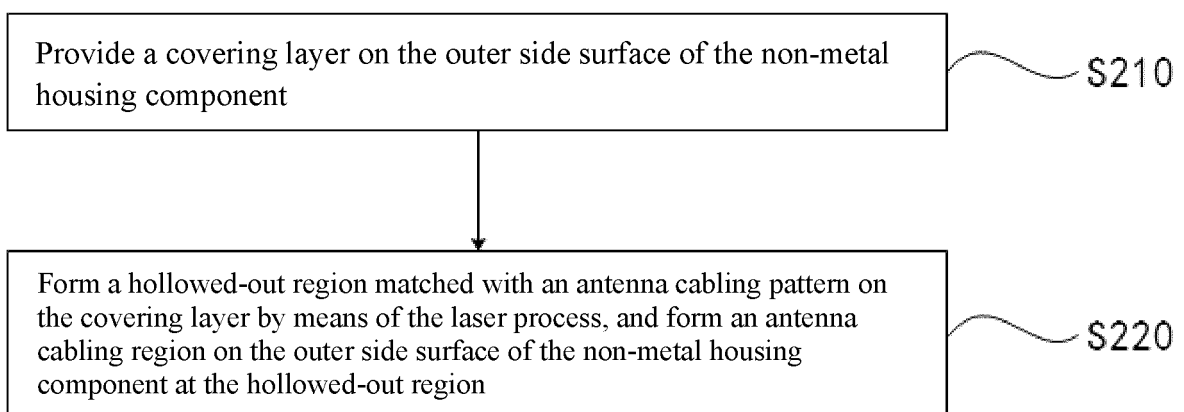 Provide a covering layer on the outer side surface of the non-metal
housing component
S210
Form a hollowed-out region matched with an antenna cabling pattern on
the covering layer by means of the laser process, and form an antenna
cabling region on the outer side surface of the non-metal housing
component at the hollowed-out region
S220